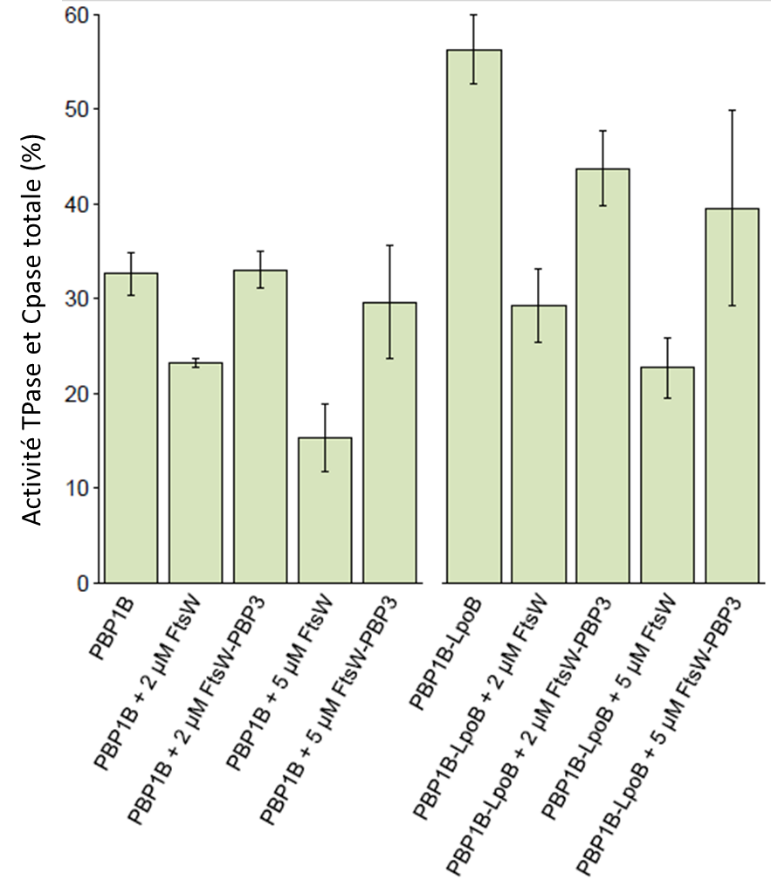 Activité TPase et Cpase totale (%)
60
50
40
30
20
10
0
PBP1B
PBP1B + 2 µM FtsW
PBP1B + 2 µM FtsW-PBP3
PBP1B + 5 µM FtsW
PBP1B + 5 µM FtsW-PBP3
PBP1B-LpoB
PBP1B-LpoB + 2 µM FtsW
PBP1B-LpoB + 2 µM FtsW-PBP3
PBP1B-LpoB + 5 µM FtsW
PBP1B-LpoB + 5 µM FtsW-PBP3